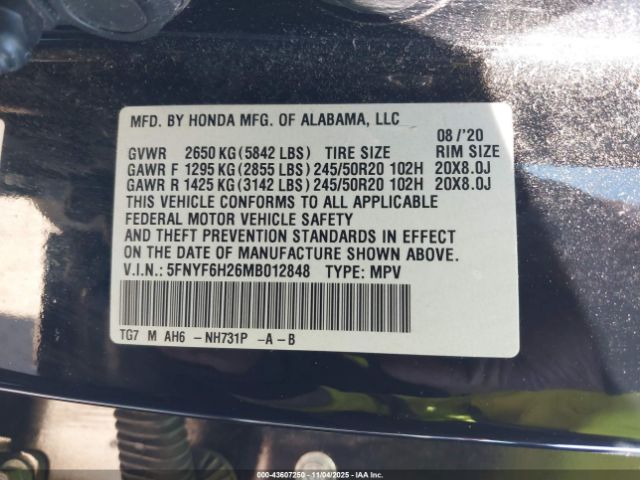 MFD. BY HONDA MFG. OF ALABAMA, LLC
08/'20
GVWR 2650 KG(5842 LBS) TIRE SIZE RIM SIZE
GAWR F 1295 KG(2855 LBS)245/50R20 102H 20X8.0J
GAWR R 1425 KG(3142 LBS)245/50R20 102H 20X8.0J
THIS VEHICLE CONFORMS TO ALL APPLICABLE
FEDERAL MOTOR VEHICLE SAFETY
AND THEFT PREVENTION STANDARDS IN EFFECT
ON THE DATE OF MANUFACTURE SHOWN ABOVE.
V.I.N.: 5FNYF6H26MB012848 TYPE: MPV
TG7 M AH6 - NH731P - A - B
000-43607250 - 11/04/2025 - IAAI.COM